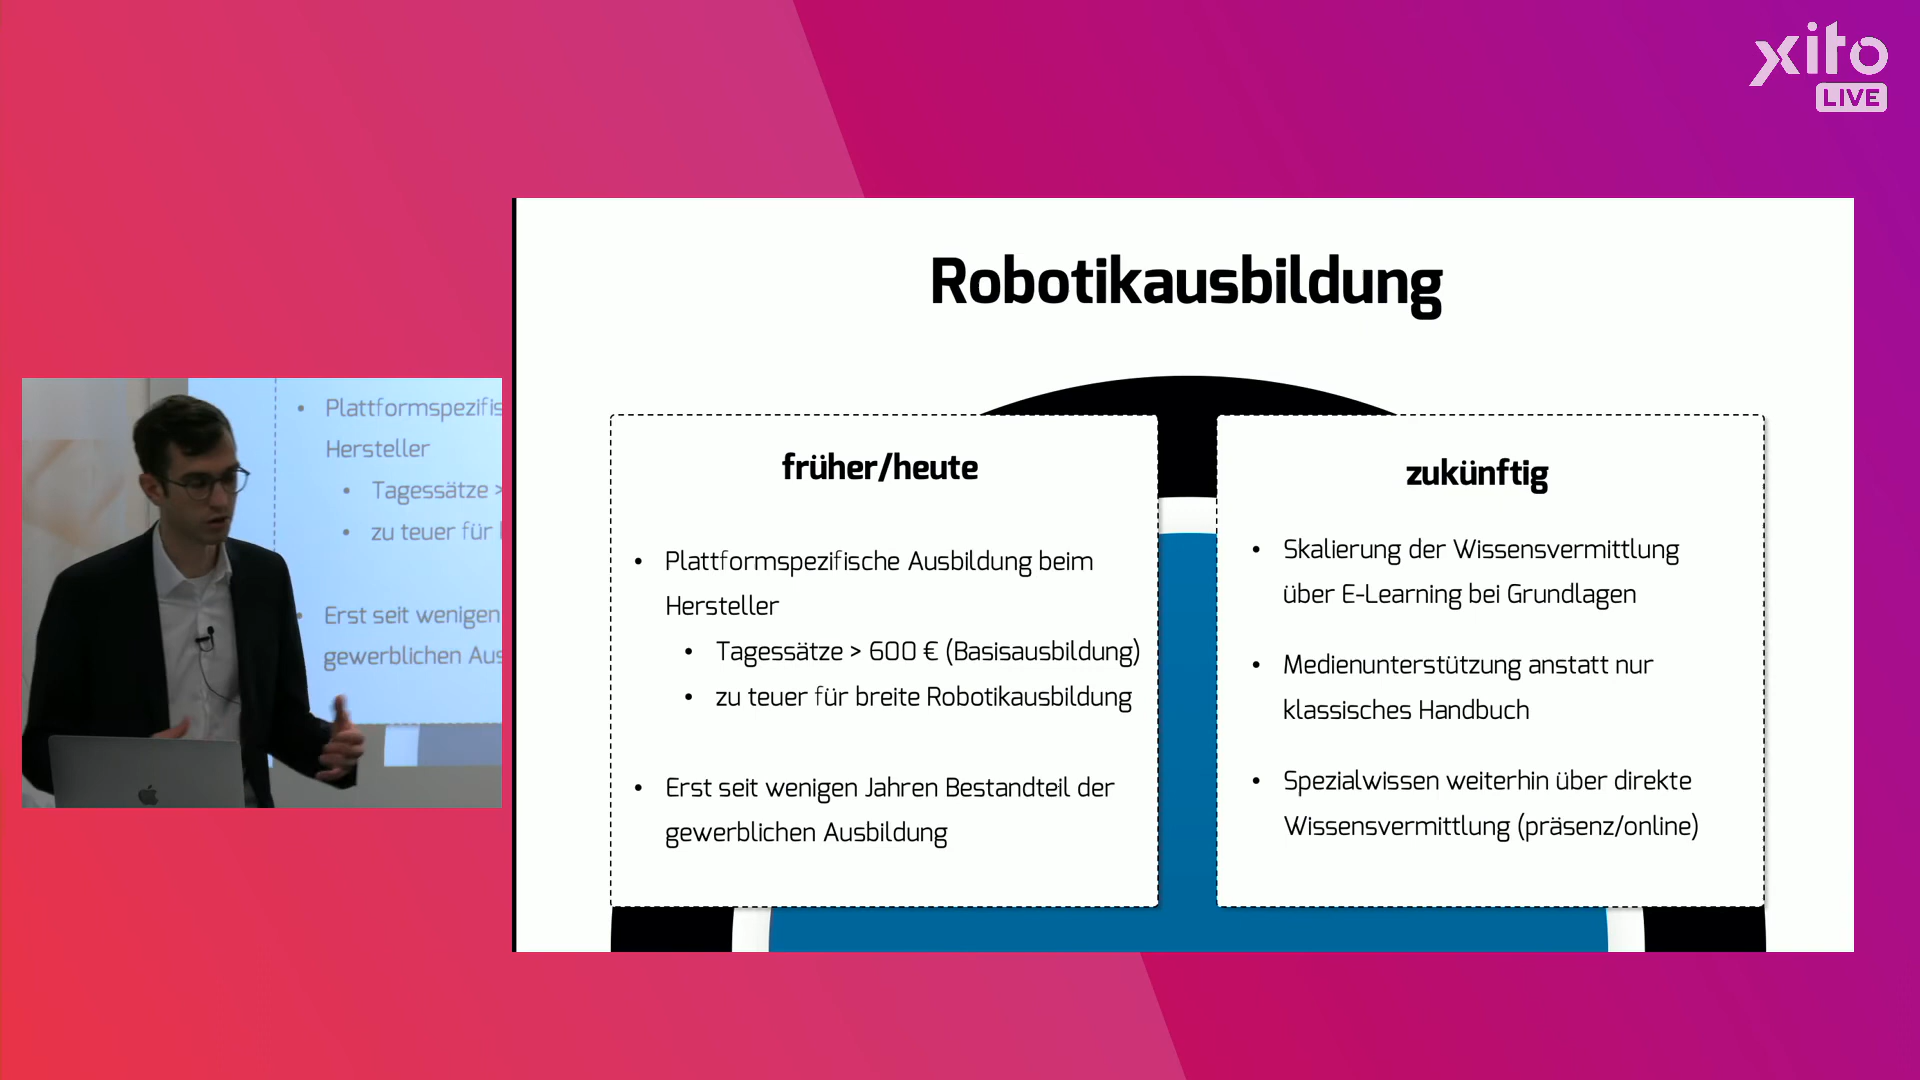 xito
LIVE
Robotikausbildung
früher/heute
• Plattformspezifische Ausbildung beim
Hersteller
• Tagessätze > 600 € (Basisausbildung)
• zu teuer für breite Robotikausbildung
• Erst seit wenigen Jahren Bestandteil der
gewerblichen Ausbildung
zukünftig
• Skalierung der Wissensvermittlung
über E-Learning bei Grundlagen
• Medienunterstützung anstatt nur
klassisches Handbuch
• Spezialwissen weiterhin über direkte
Wissensvermittlung (präsenz/online)
• Plattformspezifis
Hersteller
• Tagessätze >
• zu teuer für
• Erst seit wenigen
gewerblichen Aus